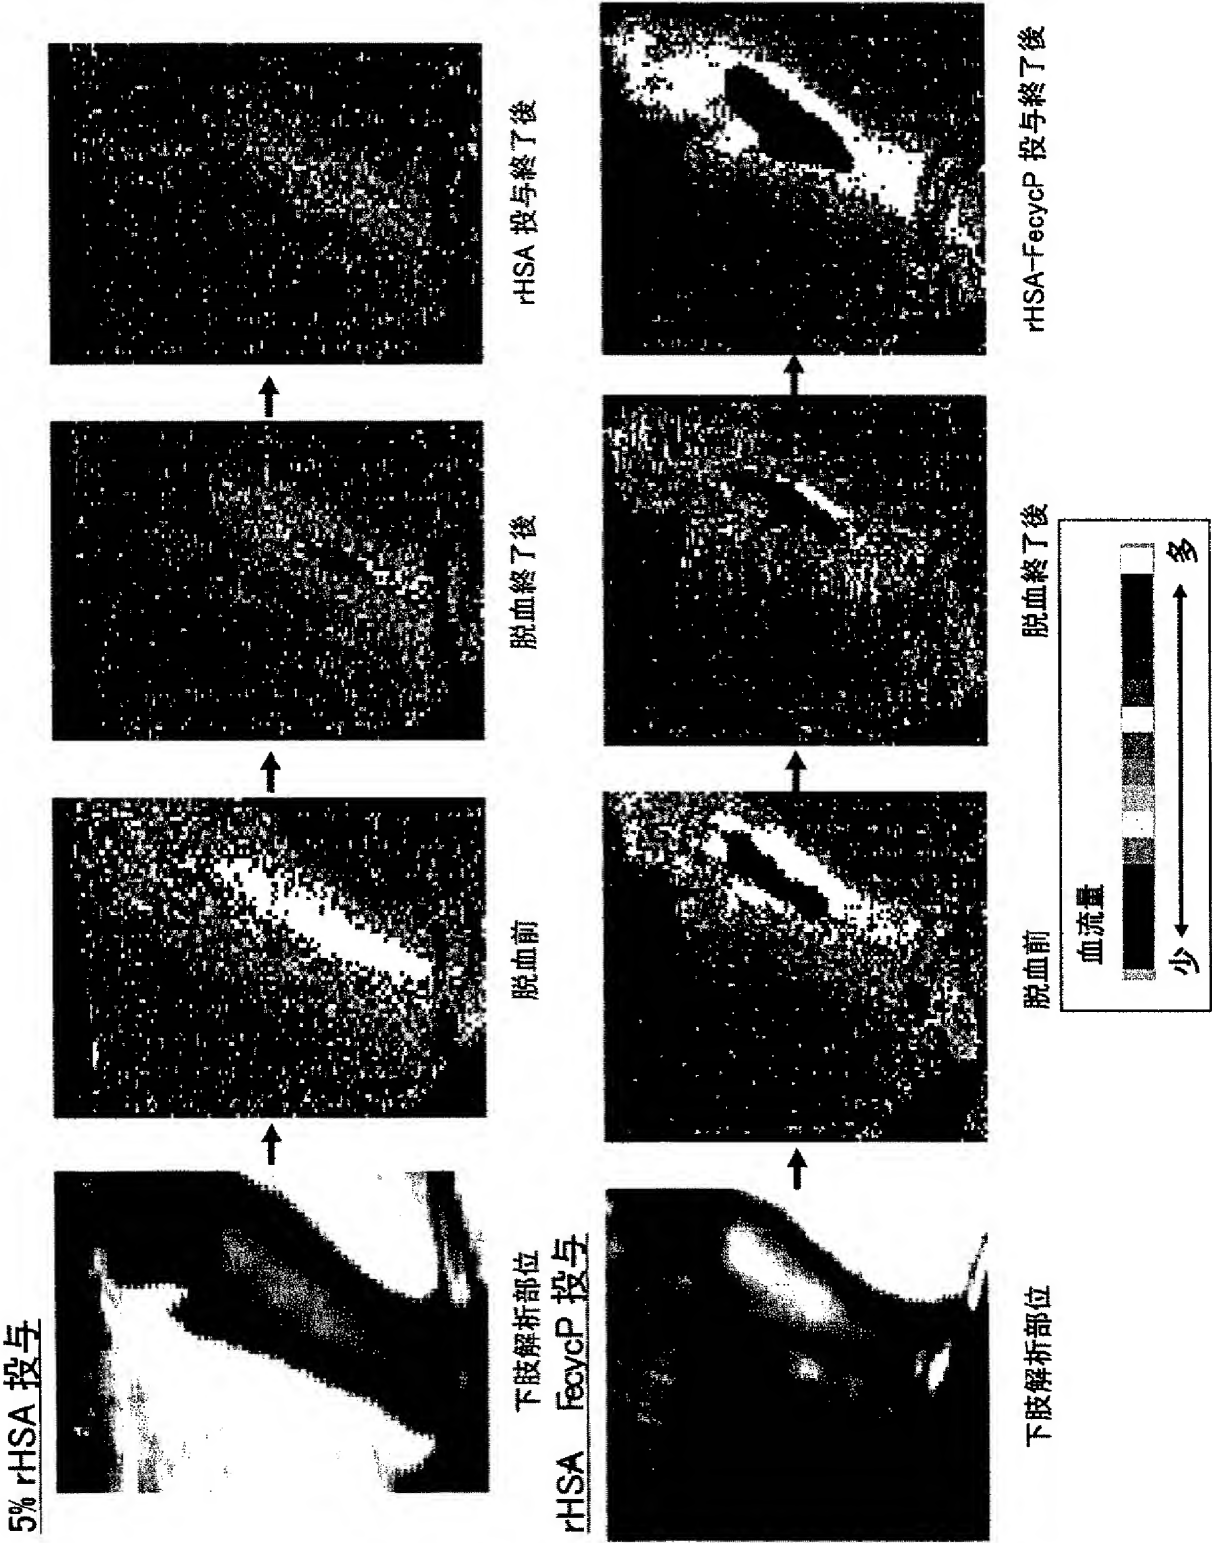 5% rHSA 投与
下肢解析部位
脱血前
脱血終了後
rHSA 投与終了後
rHSA FecycP 投与
下肢解析部位
脱血前
脱血終了後
rHSA-FecycP 投与終了後
血流量
少
多